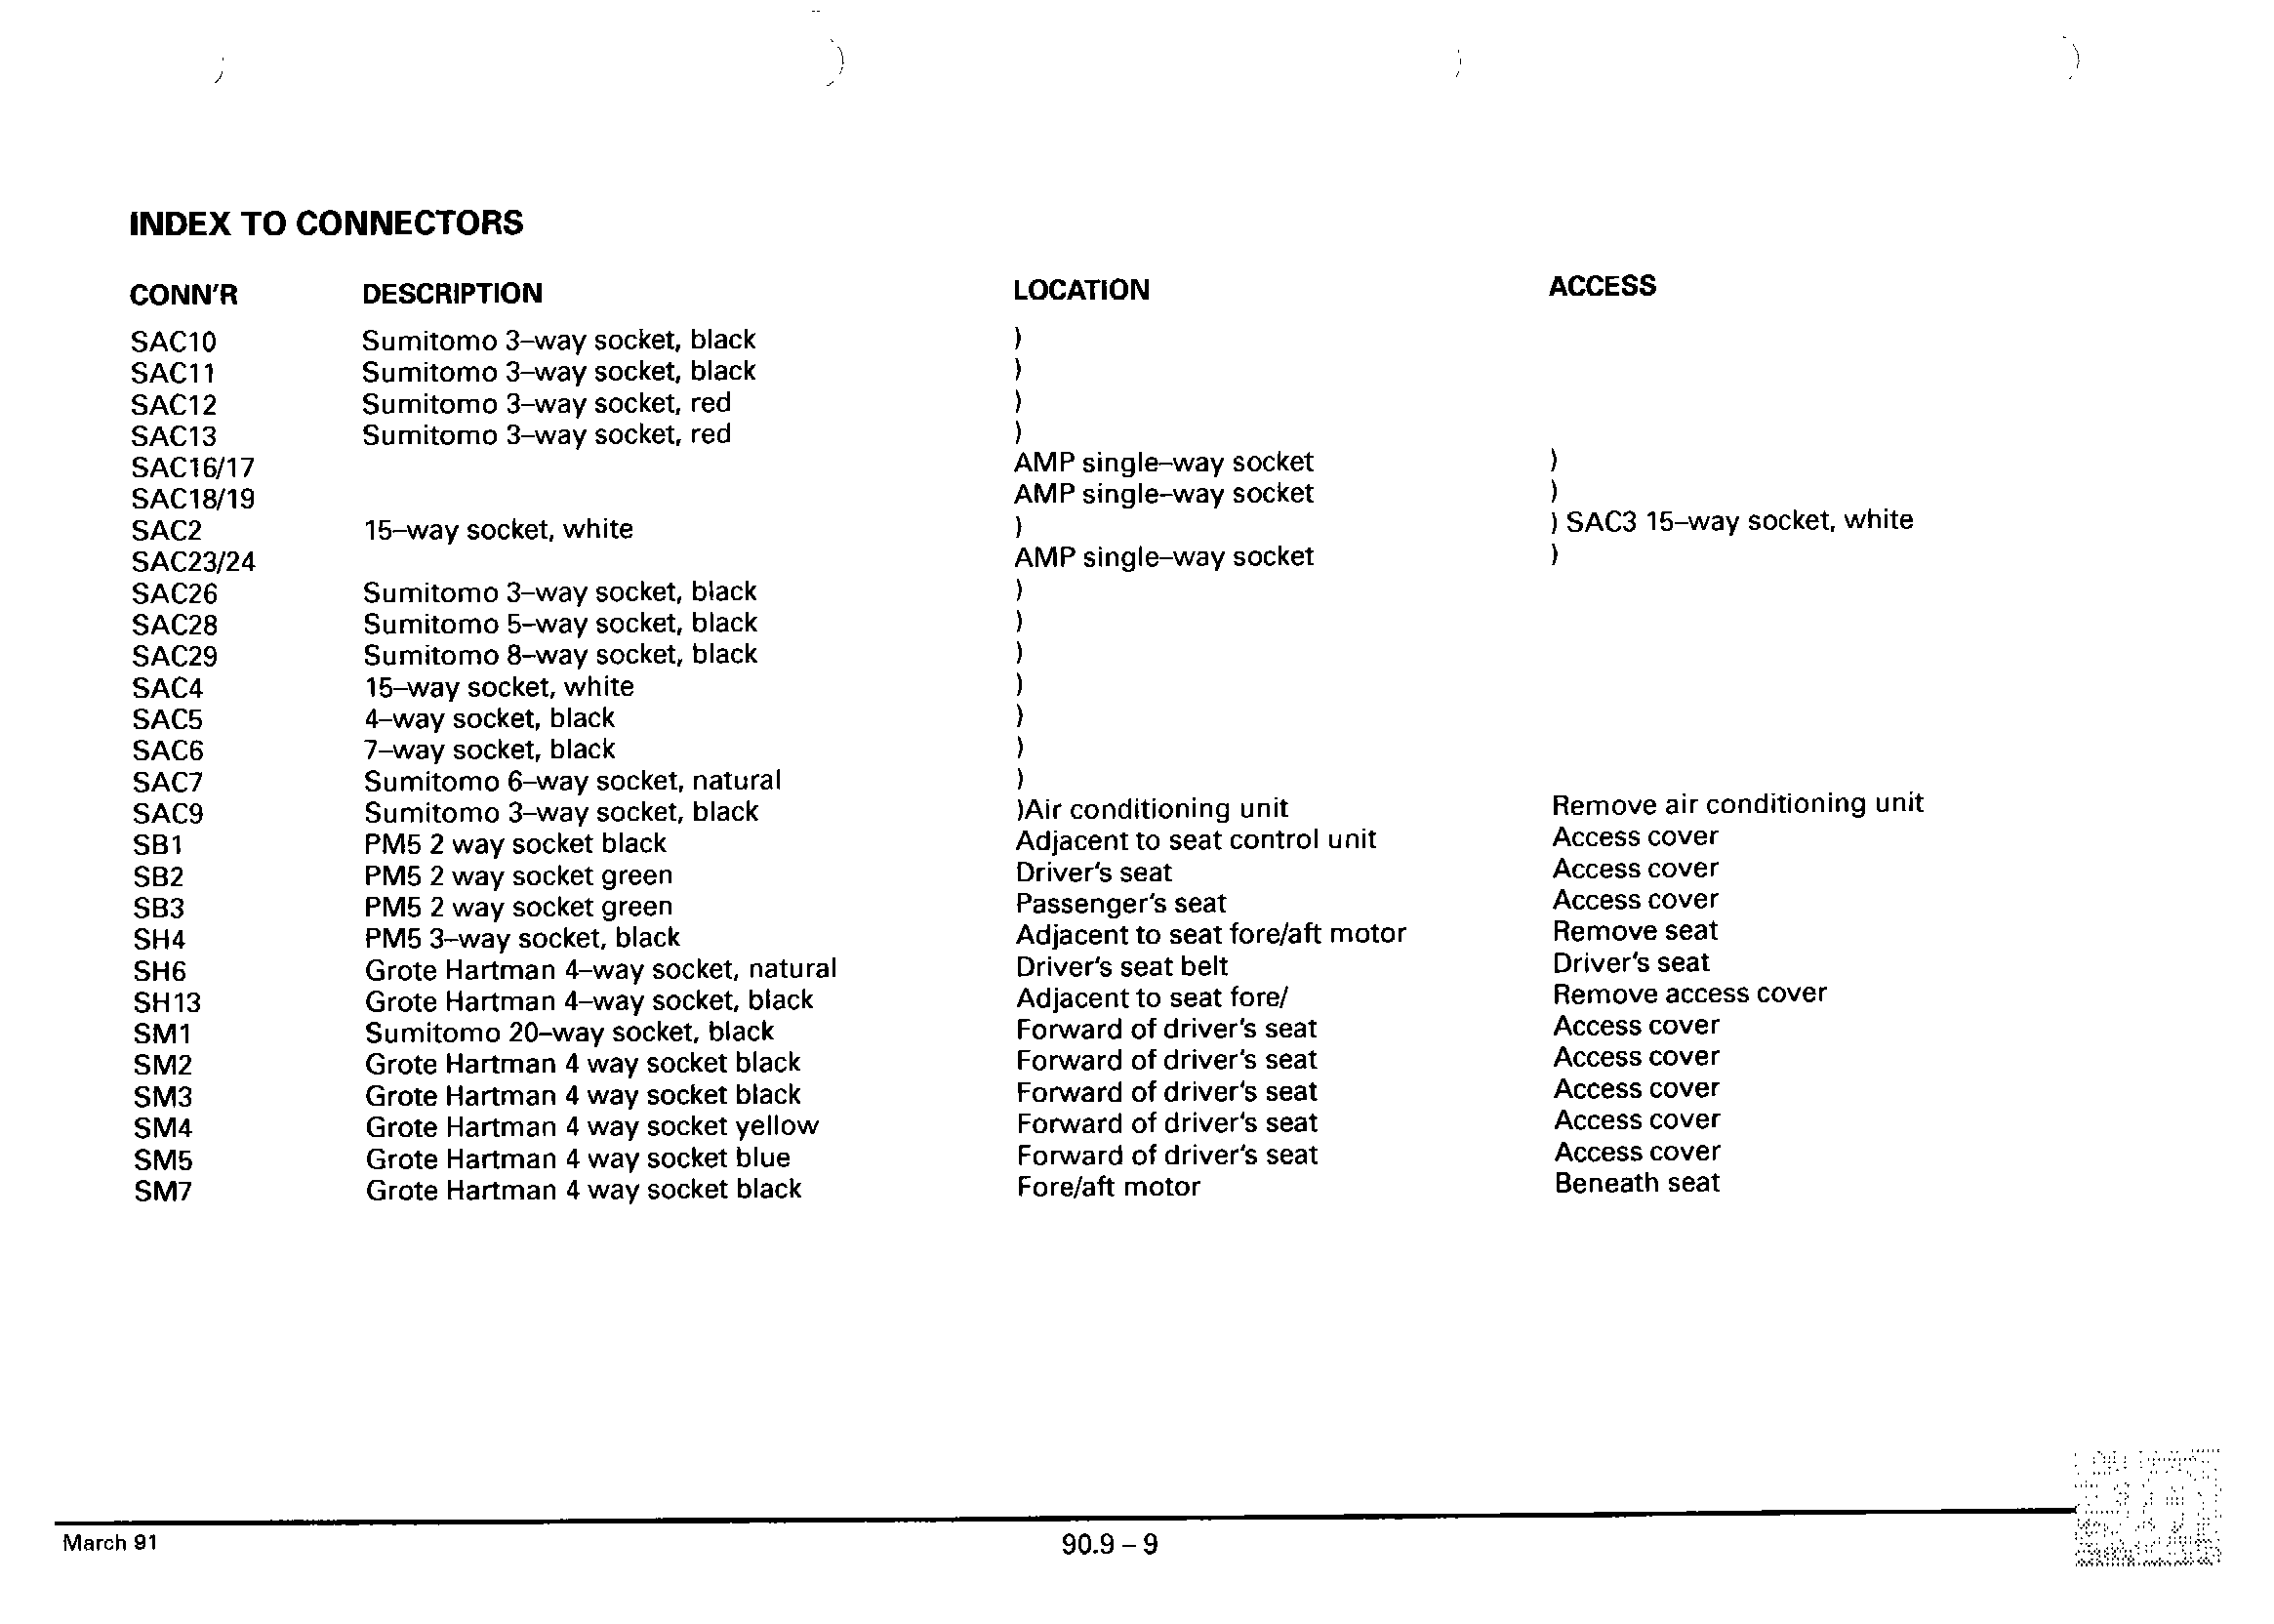 INDEX TO CONNECTORS
CONN'R DESCRIPTION LOCATION ACCESS
SAC10 Sumitomo 3–way socket, black )
SAC11 Sumitomo 3–way socket, black )
SAC12 Sumitomo 3–way socket, red )
SAC13 Sumitomo 3–way socket, red )
SAC16/17 AMP single–way socket )
SAC18/19 AMP single–way socket )
SAC2 15–way socket, white ) ) SAC3 15–way socket, white
SAC23/24 AMP single–way socket )
SAC26 Sumitomo 3–way socket, black )
SAC28 Sumitomo 5–way socket, black )
SAC29 Sumitomo 8–way socket, black )
SAC4 15–way socket, white )
SAC5 4–way socket, black )
SAC6 7–way socket, black )
SAC7 Sumitomo 6–way socket, natural )
SAC9 Sumitomo 3–way socket, black )Air conditioning unit Remove air conditioning unit
SB1 PM5 2 way socket black Adjacent to seat control unit Access cover
SB2 PM5 2 way socket green Driver's seat Access cover
SB3 PM5 2 way socket green Passenger's seat Access cover
SH4 PM5 3–way socket, black Adjacent to seat fore/aft motor Remove seat
SH6 Grote Hartman 4–way socket, natural Driver's seat belt Driver's seat
SH13 Grote Hartman 4–way socket, black Adjacent to seat fore/ Remove access cover
SM1 Sumitomo 20–way socket, black Forward of driver's seat Access cover
SM2 Grote Hartman 4 way socket black Forward of driver's seat Access cover
SM3 Grote Hartman 4 way socket black Forward of driver's seat Access cover
SM4 Grote Hartman 4 way socket yellow Forward of driver's seat Access cover
SM5 Grote Hartman 4 way socket blue Forward of driver's seat Access cover
SM7 Grote Hartman 4 way socket black Fore/aft motor Beneath seat
March 91 90.9 – 9